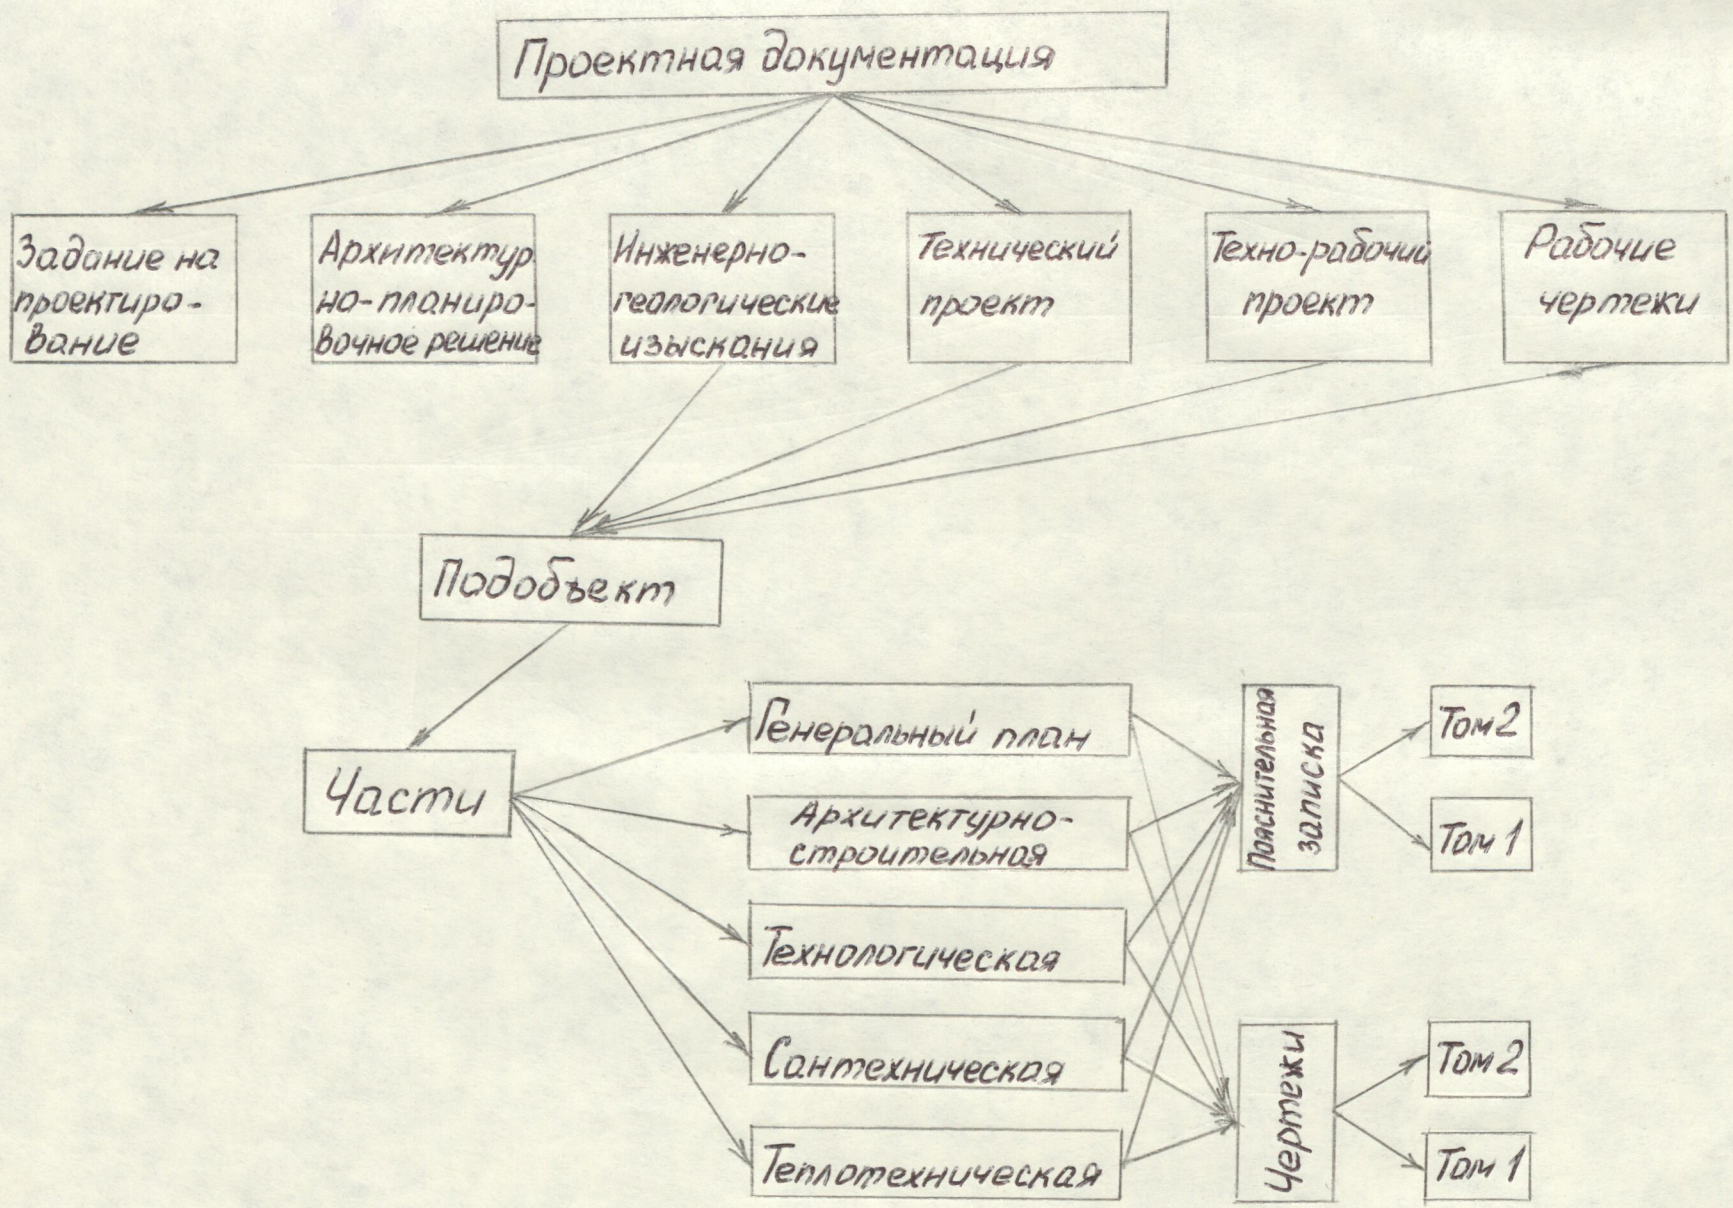 Проектная документация
Задание на
проектиро-
вание
Архитектур
но-планиро-
вочное решение
Инженерно-
геологические
изыскания
Технический
проект
Техно-рабочий
проект
Рабочие
чертежи
Подобъект
Части
Генеральный план
Архитектурно-
строительная
Технологическая
Сантехническая
Теплотехническая
Пояснительная
записка
Чертежи
Том 2
Том 1
Том 2
Том 1